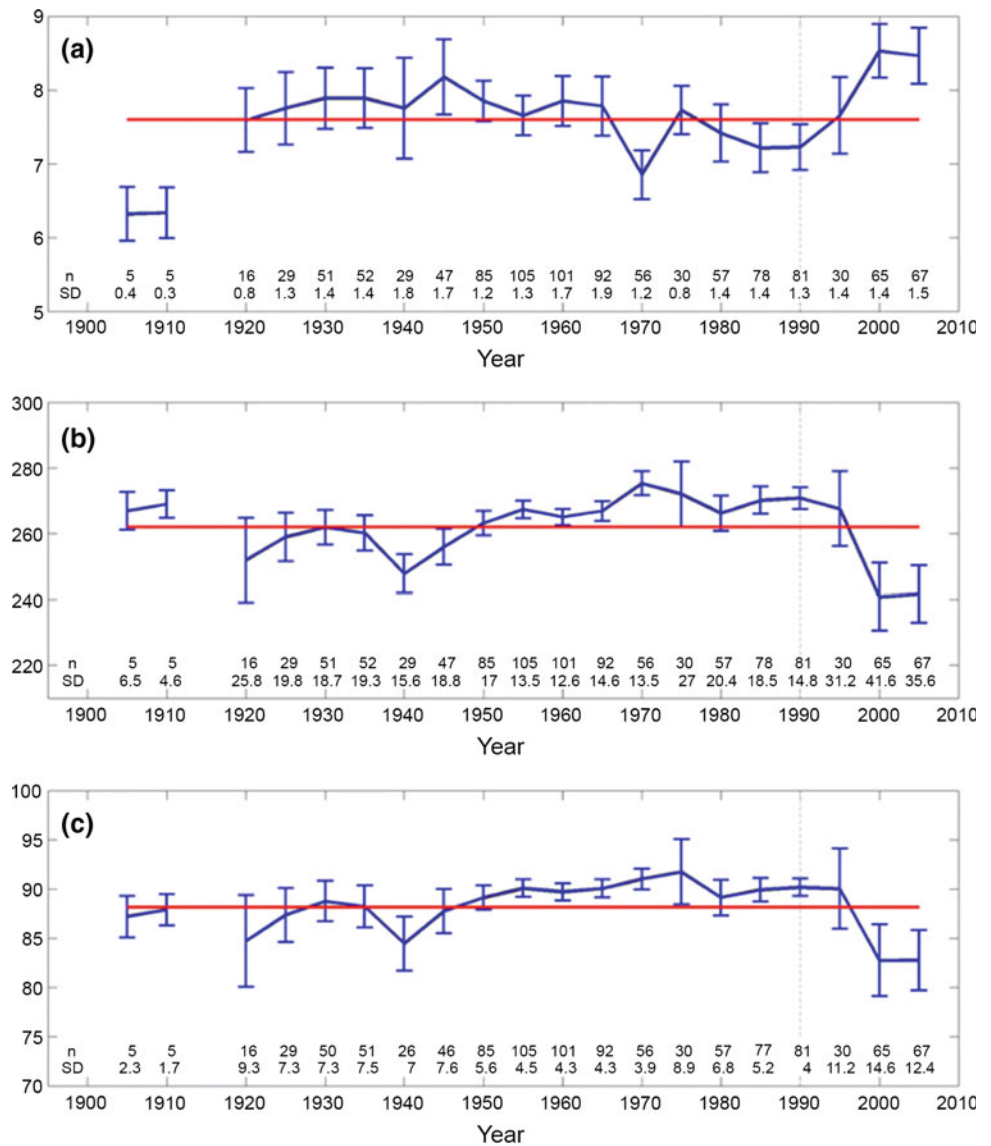 9
(a)
8
7
6
n 5 5 16 29 51 52 29 47 85 105 101 92 56 30 57 78 81 30 65 67
SD 0.4 0.3 0.8 1.3 1.4 1.4 1.8 1.7 1.2 1.3 1.7 1.9 1.2 0.8 1.4 1.4 1.3 1.4 1.4 1.5
5
1900 1910 1920 1930 1940 1950 1960 1970 1980 1990 2000 2010
Year
300
(b)
280
260
240
n 5 5 16 29 51 52 29 47 85 105 101 92 56 30 57 78 81 30 65 67
220
SD 6.5 4.6 25.8 19.8 18.7 19.3 15.6 18.8 17 13.5 12.6 14.6 13.5 27 20.4 18.5 14.8 31.2 41.6 35.6
1900 1910 1920 1930 1940 1950 1960 1970 1980 1990 2000 2010
Year
100
(c)
95
90
85
80
75
n 5 5 16 29 50 51 26 46 85 105 101 92 56 30 57 77 81 30 65 67
SD 2.3 1.7 9.3 7.3 7.3 7.5 7 7.6 5.6 4.5 4.3 4.3 3.9 8.9 6.8 5.2 4 11.2 14.6 12.4
70
1900 1910 1920 1930 1940 1950 1960 1970 1980 1990 2000 2010
Year